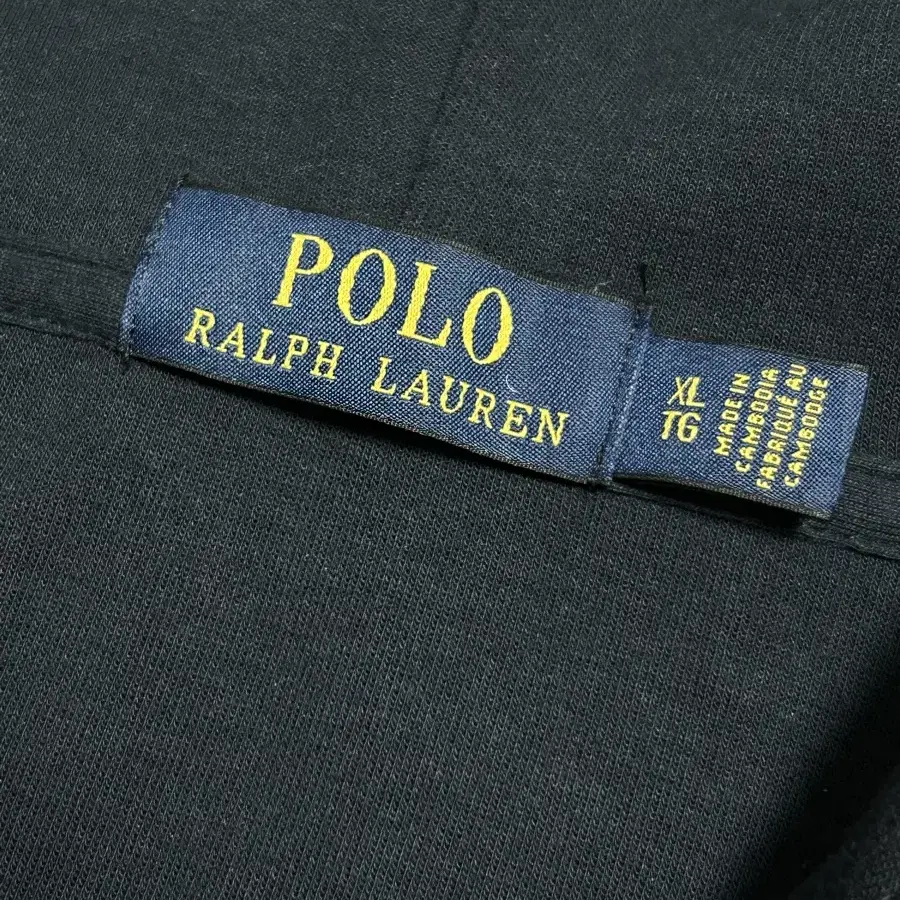 POLO
RALPH LAUREN
XL
TG
MADE IN
CAMBODIA
FABRIQUÉ AU
CAMBODGE